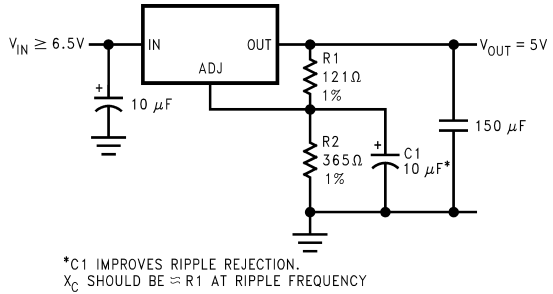 V_IN ≥ 6.5V
IN
OUT
ADJ
V_OUT = 5V
+
10 µF
R1
121Ω
1%
R2
365Ω
1%
+
C1
10 µF*
150 µF
*C1 IMPROVES RIPPLE REJECTION.
X_C SHOULD BE ≈ R1 AT RIPPLE FREQUENCY